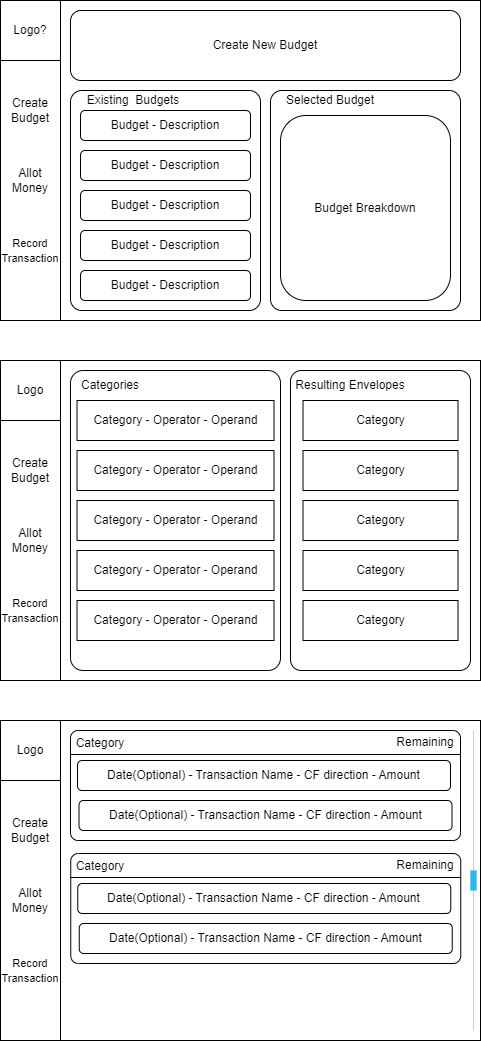 Logo?
Create New Budget
Create
Budget
Allot
Money
Record
Transaction
Existing  Budgets
Budget - Description
Budget - Description
Budget - Description
Budget - Description
Budget - Description
Selected Budget
Budget Breakdown
Logo
Create
Budget
Allot
Money
Record
Transaction
Categories
Category - Operator - Operand
Category - Operator - Operand
Category - Operator - Operand
Category - Operator - Operand
Category - Operator - Operand
Resulting Envelopes
Category
Category
Category
Category
Category
Logo
Create
Budget
Allot
Money
Record
Transaction
Category Remaining
Date(Optional) - Transaction Name - CF direction - Amount
Date(Optional) - Transaction Name - CF direction - Amount
Category Remaining
Date(Optional) - Transaction Name - CF direction - Amount
Date(Optional) - Transaction Name - CF direction - Amount